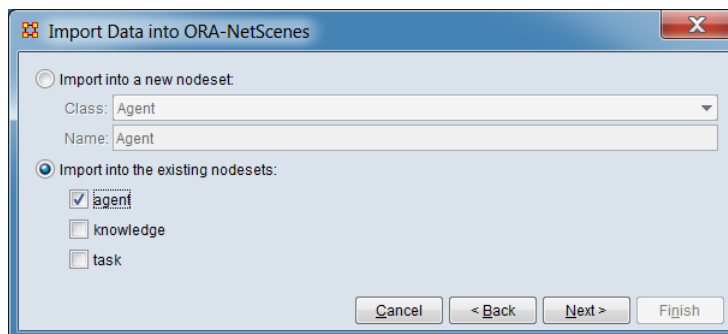 Import Data into ORA-NetScenes
Import into a new nodeset:
Class: Agent
Name: Agent
Import into the existing nodesets:
agent
knowledge
task
Cancel < Back Next > Finish